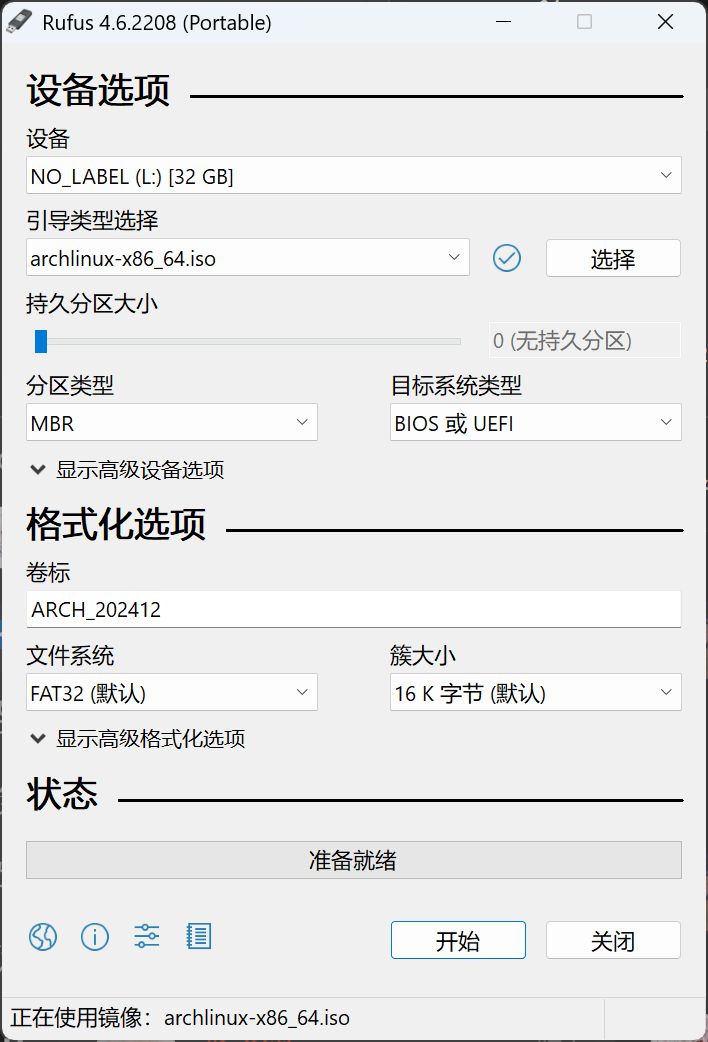 Rufus 4.6.2208 (Portable)
设备选项
设备
NO_LABEL (L:) [32 GB]
引导类型选择
archlinux-x86_64.iso
选择
持久分区大小
0 (无持久分区)
分区类型
目标系统类型
MBR
BIOS 或 UEFI
显示高级设备选项
格式化选项
卷标
ARCH_202412
文件系统
簇大小
FAT32 (默认)
16 K 字节 (默认)
显示高级格式化选项
状态
准备就绪
开始
关闭
正在使用镜像：archlinux-x86_64.iso